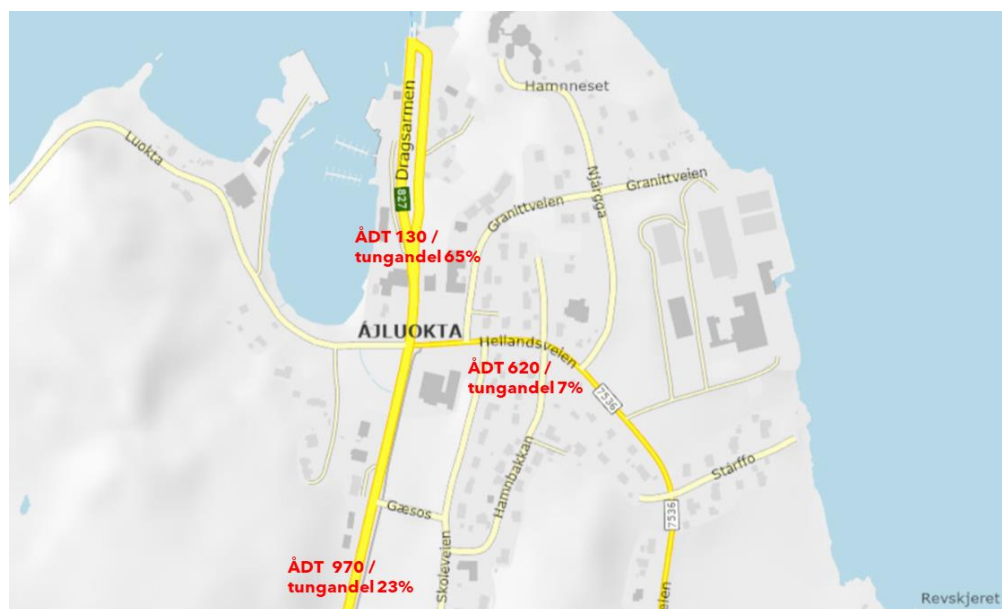 Hamnneset
Dragsarmen
Luokta
827
Njárgga
Granittveien
Granittveien
ÅDT 130 /
tungandel 65%
ÁJLUOKTA
Hellandsveien
ÅDT 620 /
tungandel 7%
7536
Stárffo
Hamnbakkan
Gæsos
7536
Skoleveien
ÅDT 970 /
tungandel 23%
eien
Revskjeret